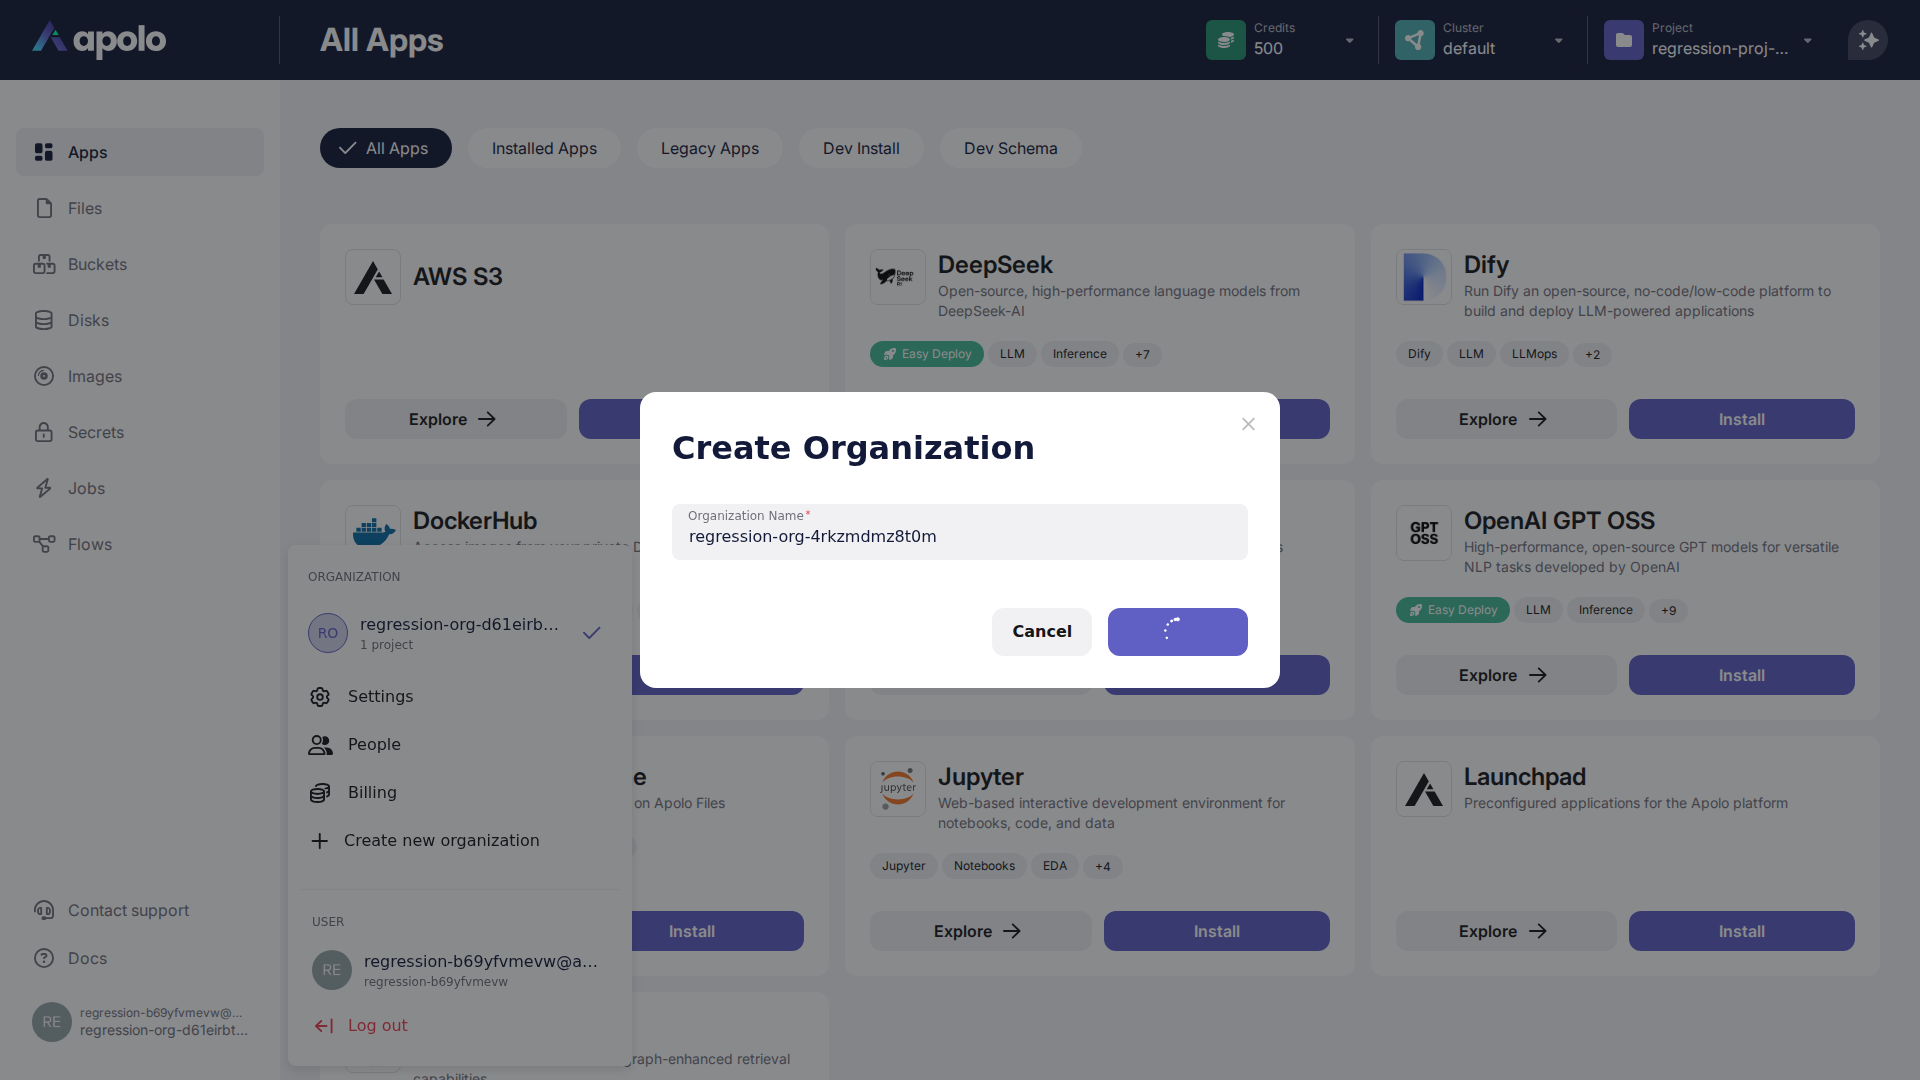 apolo
All Apps
Credits
500
Cluster
default
Project
regression-proj-...
Apps
Files
Buckets
Disks
Images
Secrets
Jobs
Flows
Contact support
Docs
RE
regression-b69yfvmevw@...
regression-org-d61eirbt...
All Apps
Installed Apps
Legacy Apps
Dev Install
Dev Schema
AWS S3
Explore
DeepSeek
Open-source, high-performance language models from
DeepSeek-AI
Easy Deploy
LLM
Inference
+7
Dify
Run Dify an open-source, no-code/low-code platform to
build and deploy LLM-powered applications
Dify
LLM
LLMops
+2
Explore
Install
DockerHub
OpenAI GPT OSS
GPT
OSS
High-performance, open-source GPT models for versatile
NLP tasks developed by OpenAI
Easy Deploy
LLM
Inference
+9
Explore
Install
e
on Apolo Files
Install
jupyter
Jupyter
Web-based interactive development environment for
notebooks, code, and data
Jupyter
Notebooks
EDA
+4
Explore
Install
Launchpad
Preconfigured applications for the Apolo platform
Explore
Install
raph-enhanced retrieval
capabilities
ORGANIZATION
RO
regression-org-d61eirb...
1 project
Settings
People
Billing
Create new organization
USER
RE
regression-b69yfvmevw@a...
regression-b69yfvmevw
Log out
Create Organization
Organization Name*
regression-org-4rkzmdmz8t0m
Cancel